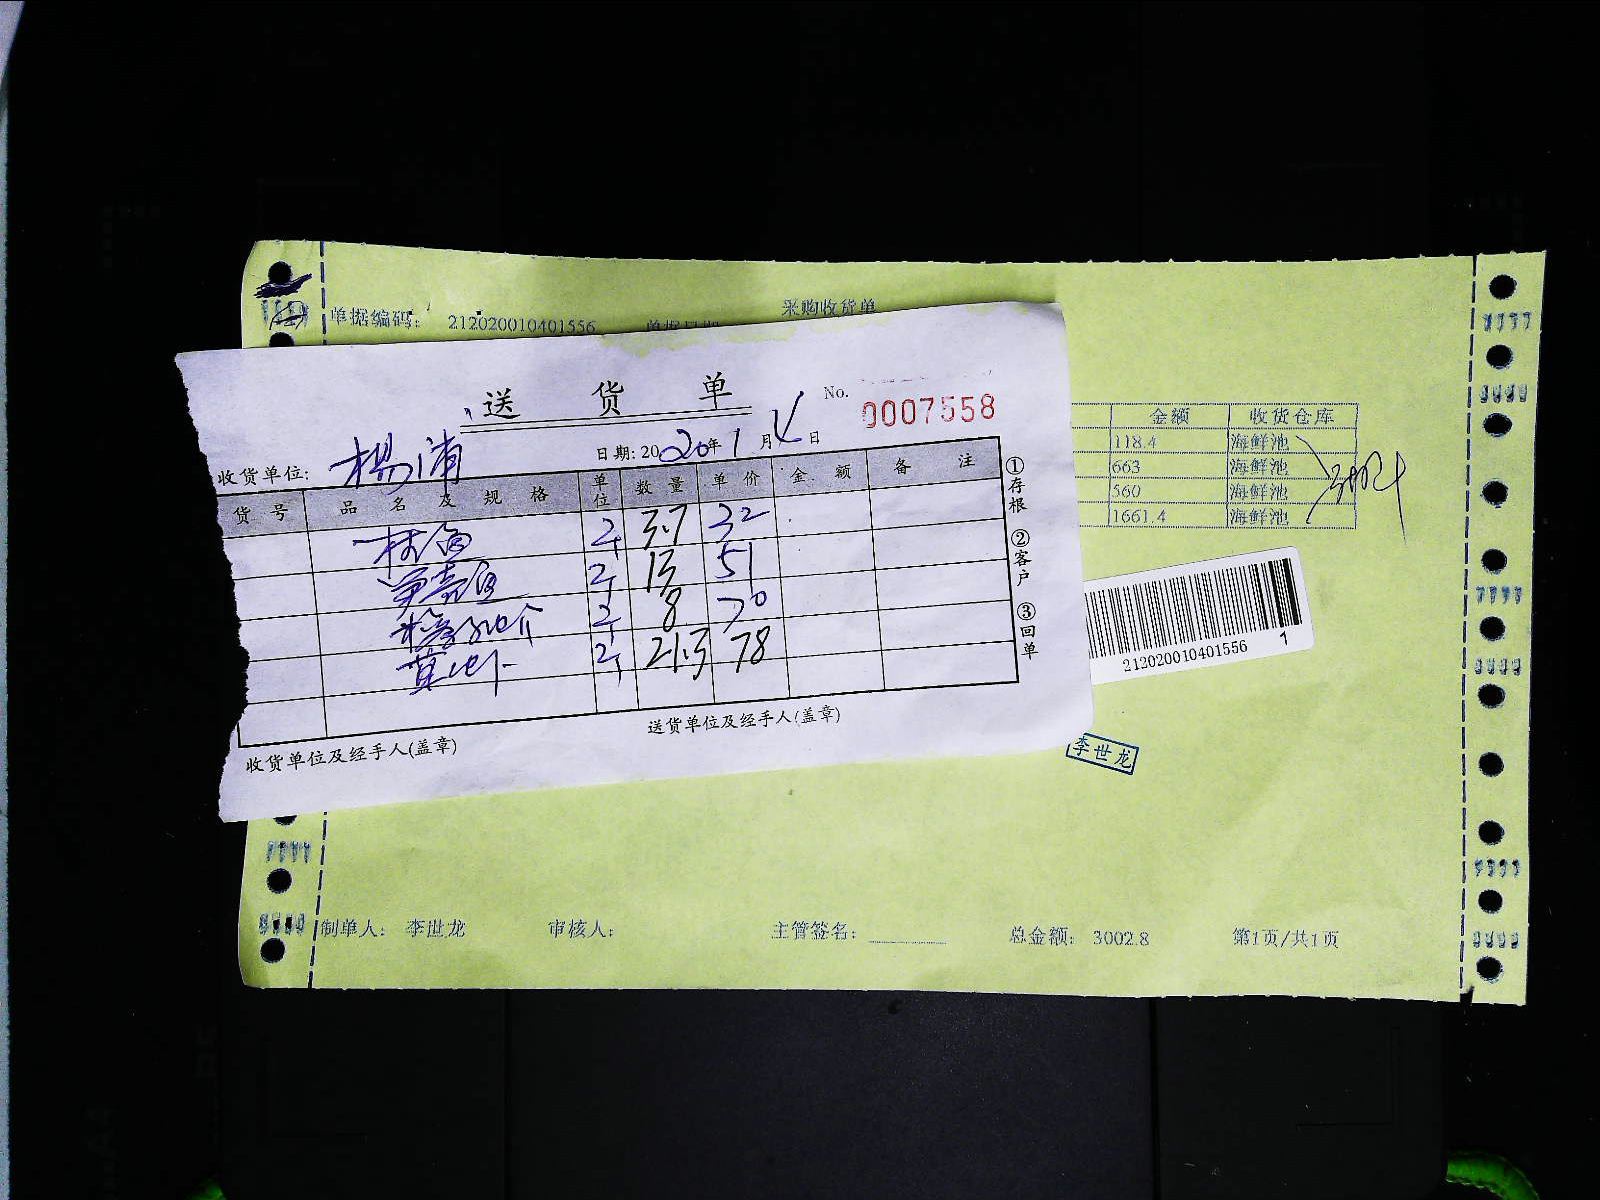 采购收货单
单据编码： 212020010401556
送 货 单
No. 0007558
收货单位： 杨浦 日期：2020年1月4日
货号 品名及规格 单位 数量 单价 金额 备注
斤 3.7 32
斤 13 51
斤 8 70
斤 21.3 78
收货单位及经手人(盖章) 送货单位及经手人(盖章)
①存根 ②客户 ③回单
金额 收货仓库
118.4 海鲜池
663 海鲜池
560 海鲜池
1661.4 海鲜池
212020010401556 1
李世龙
制单人： 李世龙 审核人： 主管签名： 总金额： 3002.8 第1页/共1页